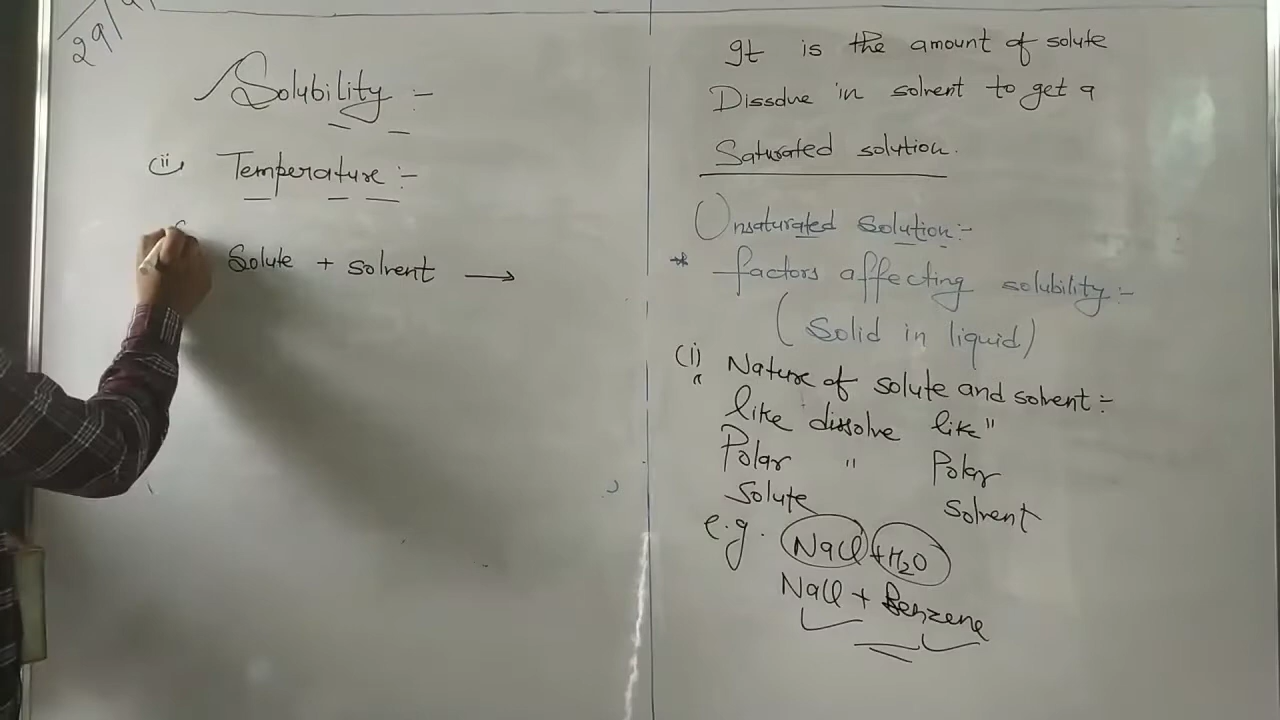 29/
Solubility :-
(ii) Temperature :-
Solute + solvent →
It is the amount of solute
Dissolve in solvent to get a
Saturated solution.
Unsaturated solution :-
* factors affecting solubility :-
(Solid in liquid)
(i) Nature of solute and solvent :-
"like dissolve like"
Polar " Polar
Solute Solvent
e.g. NaCl + H₂O
NaCl + Benzene